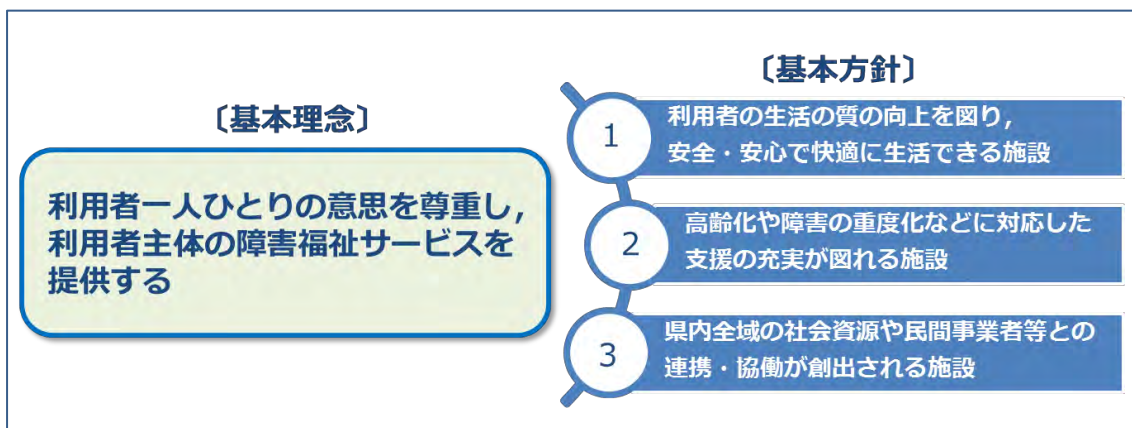 〔基本理念〕
利用者一人ひとりの意思を尊重し，
利用者主体の障害福祉サービスを
提供する
〔基本方針〕
1
利用者の生活の質の向上を図り，
安全・安心で快適に生活できる施設
2
高齢化や障害の重度化などに対応した
支援の充実が図れる施設
3
県内全域の社会資源や民間事業者等との
連携・協働が創出される施設